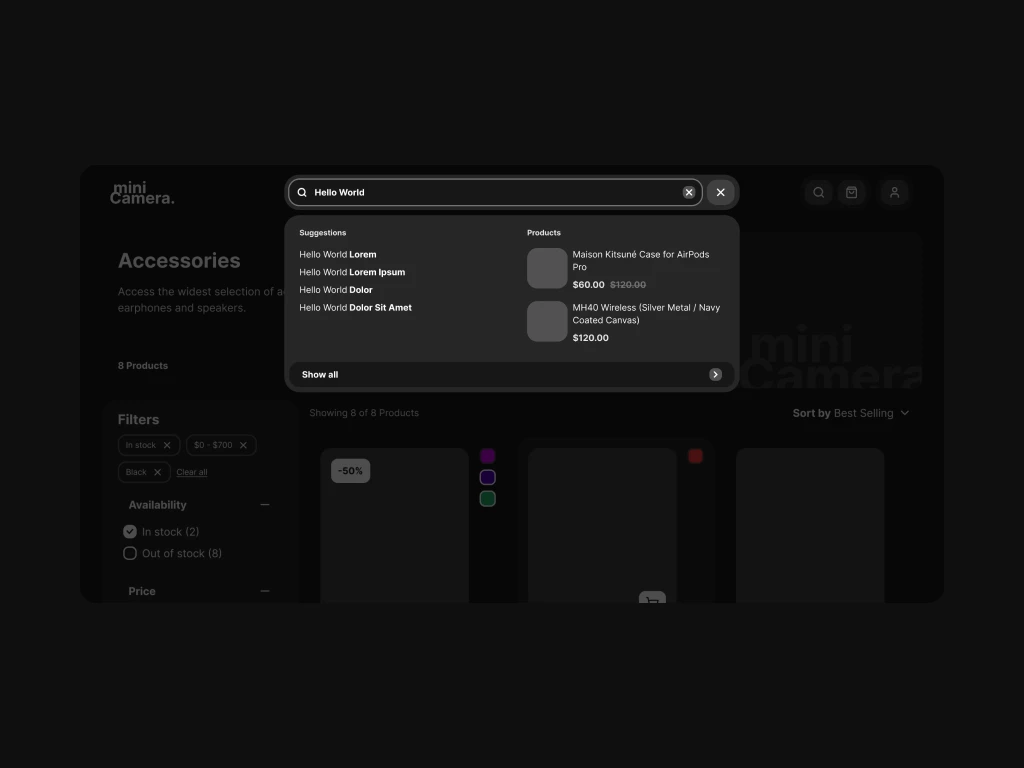 mini
Camera.
Hello World
Accessories
Access the widest selection of a
earphones and speakers.
8 Products
Suggestions
Hello World Lorem
Hello World Lorem Ipsum
Hello World Dolor
Hello World Dolor Sit Amet
Products
Maison Kitsuné Case for AirPods
Pro
$60.00 $120.00
MH40 Wireless (Silver Metal / Navy
Coated Canvas)
$120.00
Show all
mini
Camera
Filters
In stock
$0 - $700
Black
Clear all
Availability
In stock (2)
Out of stock (8)
Price
Showing 8 of 8 Products
Sort by Best Selling
-50%